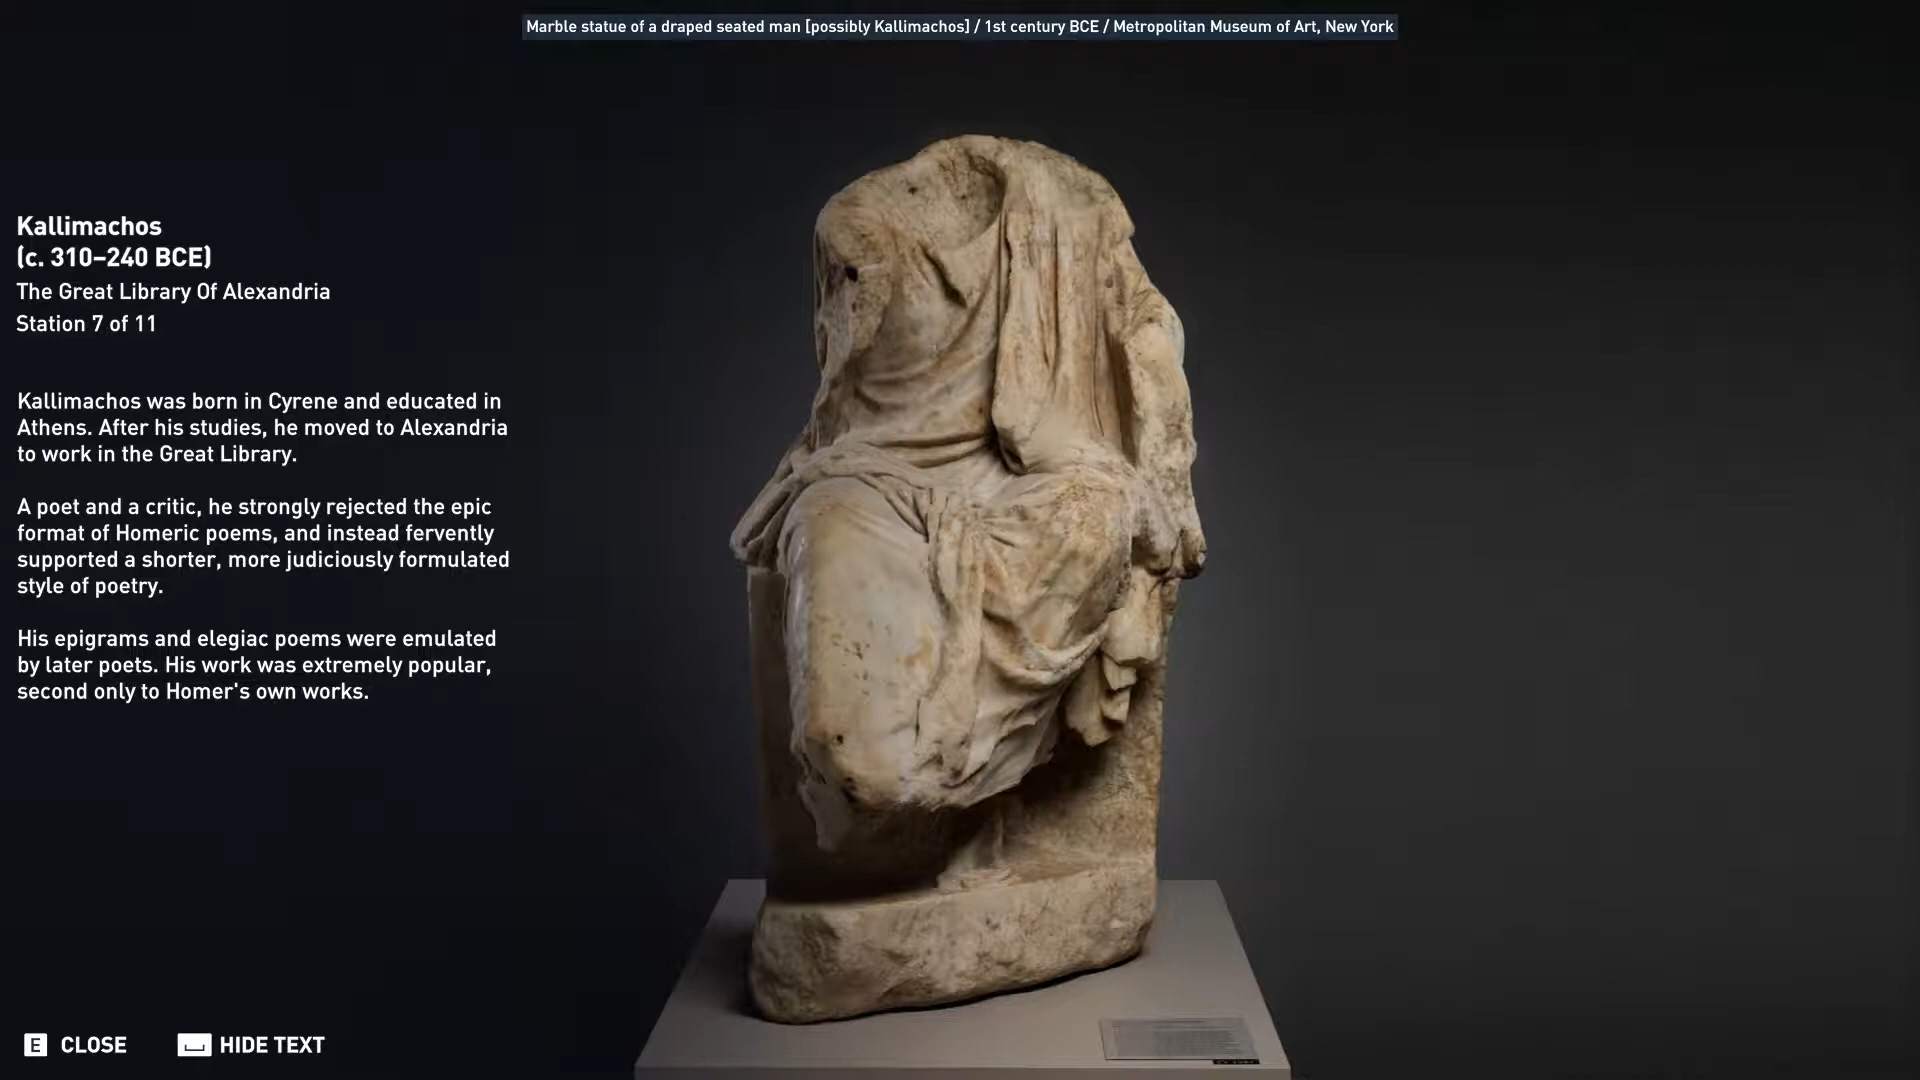 Marble statue of a draped seated man [possibly Kallimachos] / 1st century BCE / Metropolitan Museum of Art, New York
Kallimachos
(c. 310–240 BCE)
The Great Library Of Alexandria
Station 7 of 11
Kallimachos was born in Cyrene and educated in
Athens. After his studies, he moved to Alexandria
to work in the Great Library.
A poet and a critic, he strongly rejected the epic
format of Homeric poems, and instead fervently
supported a shorter, more judiciously formulated
style of poetry.
His epigrams and elegiac poems were emulated
by later poets. His work was extremely popular,
second only to Homer's own works.
E CLOSE
HIDE TEXT